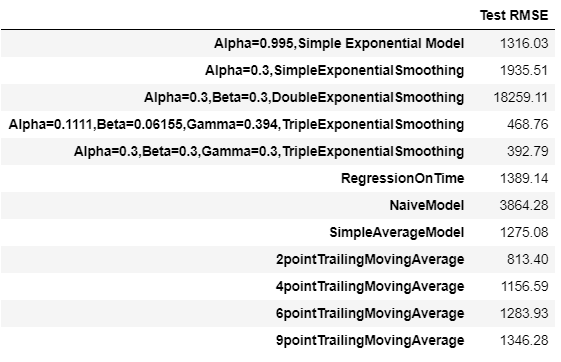 Test RMSE
Alpha=0.995,Simple Exponential Model 1316.03
Alpha=0.3,SimpleExponentialSmoothing 1935.51
Alpha=0.3,Beta=0.3,DoubleExponentialSmoothing 18259.11
Alpha=0.1111,Beta=0.06155,Gamma=0.394,TripleExponentialSmoothing 468.76
Alpha=0.3,Beta=0.3,Gamma=0.3,TripleExponentialSmoothing 392.79
RegressionOnTime 1389.14
NaiveModel 3864.28
SimpleAverageModel 1275.08
2pointTrailingMovingAverage 813.40
4pointTrailingMovingAverage 1156.59
6pointTrailingMovingAverage 1283.93
9pointTrailingMovingAverage 1346.28